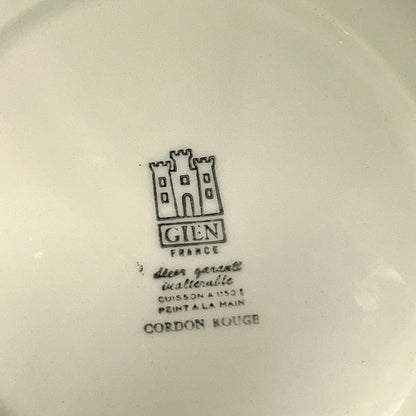 GIEN
FRANCE
décor garanti
inaltérable
CUISSON A 1150°
PEINT A LA MAIN
CORDON ROUGE